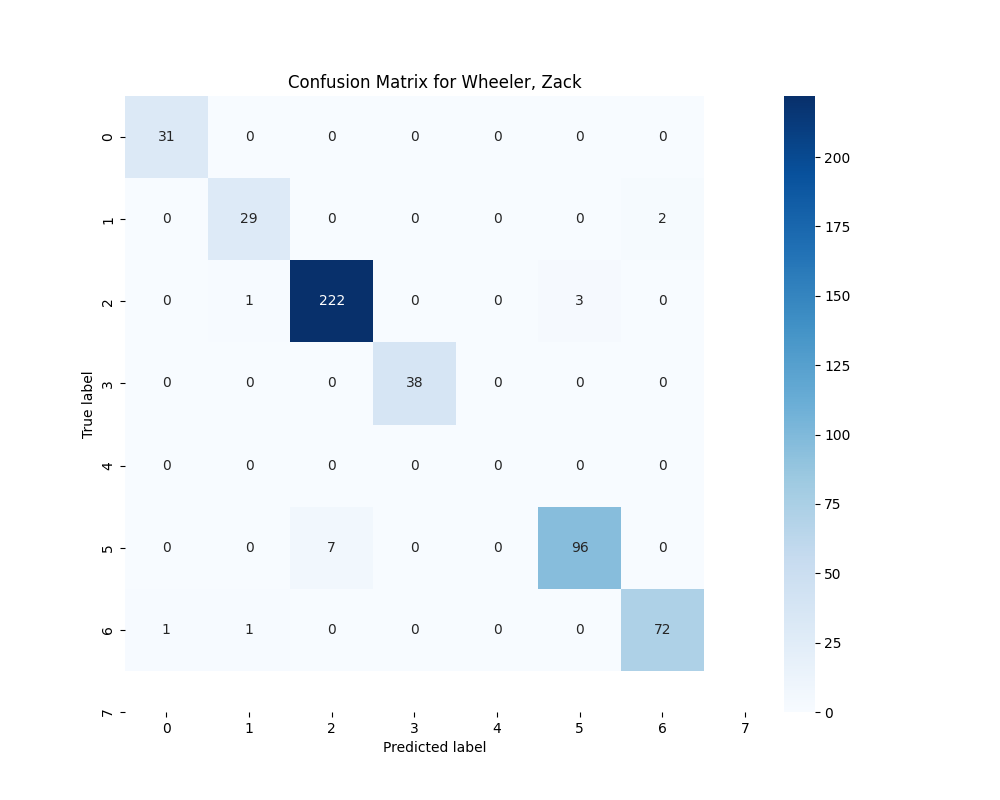 Confusion Matrix for Wheeler, Zack
0 31 0 0 0 0 0 0
1 0 29 0 0 0 0 2
2 0 1 222 0 0 3 0
3 0 0 0 38 0 0 0
4 0 0 0 0 0 0 0
5 0 0 7 0 0 96 0
6 1 1 0 0 0 0 72
7
0 1 2 3 4 5 6 7
Predicted label
True label
200
175
150
125
100
75
50
25
0